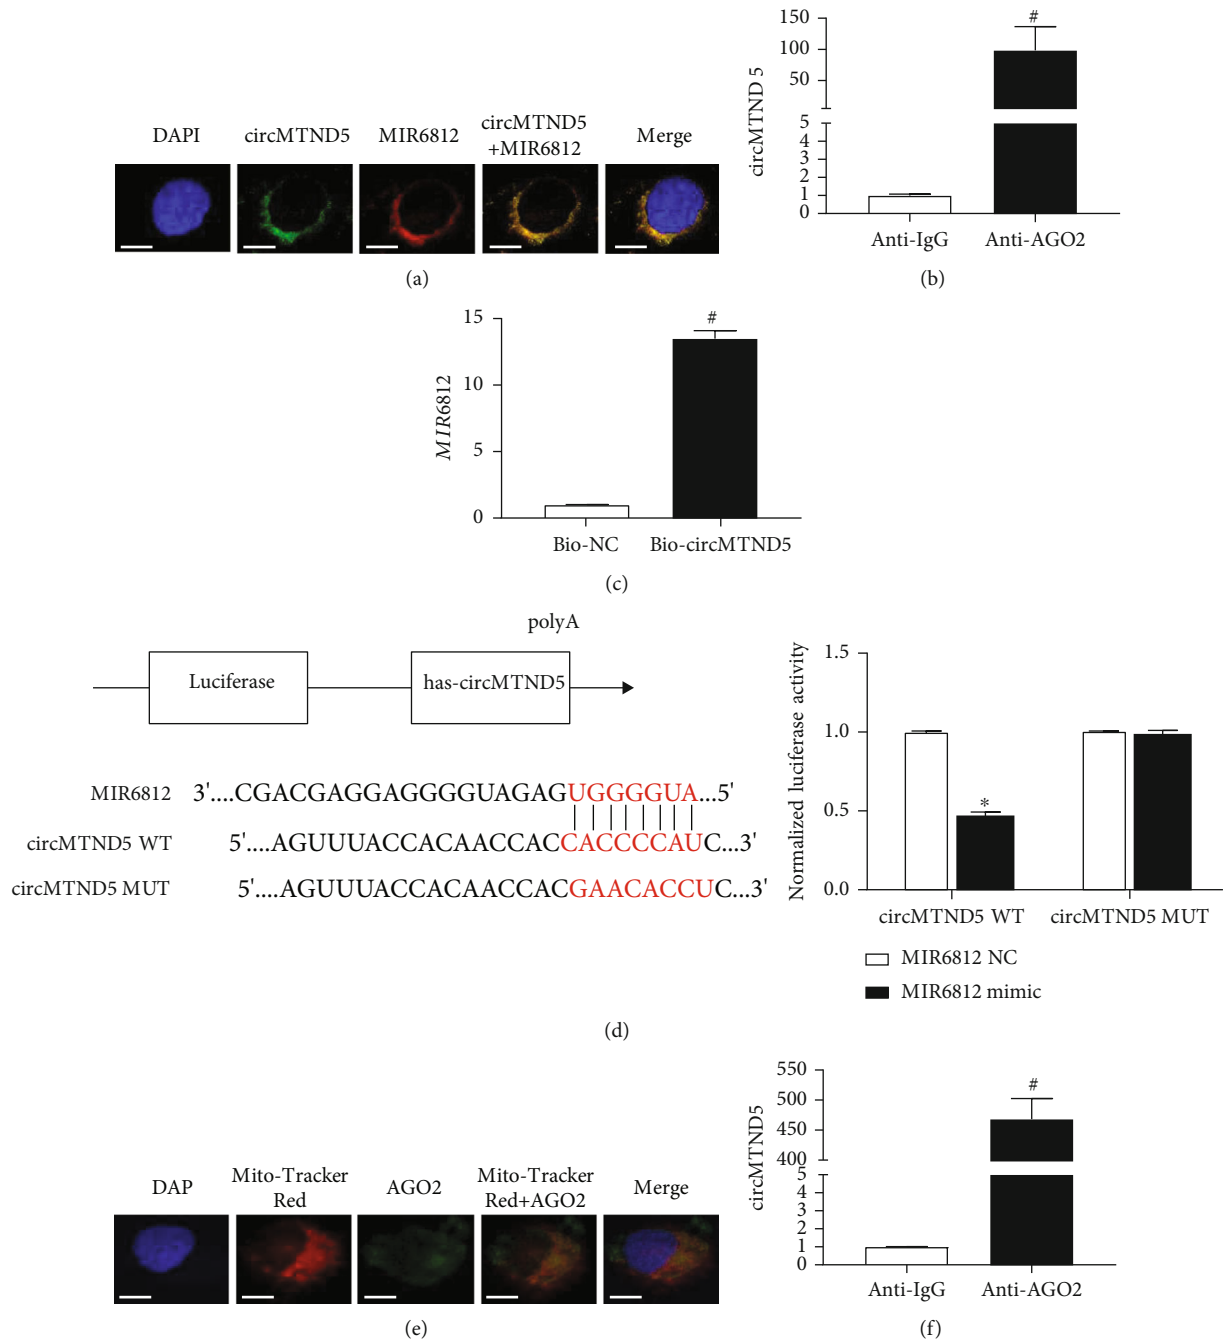 DAPI circMTND5 MIR6812 circMTND5 +MIR6812 Merge
(a)
circMTND 5
150
100
50
5
4
3
2
1
0
#
Anti-IgG Anti-AGO2
(b)
MIR6812
15
10
5
0
#
Bio-NC Bio-circMTND5
(c)
polyA
Luciferase has-circMTND5
MIR6812 3'....CGACGAGGAGGGGUAGAGUGGGGUA...5'
circMTND5 WT 5'....AGUUUACCACAACCACCACCCCAUC...3'
circMTND5 MUT 5'....AGUUUACCACAACCACGAACACCUC...3'
Normalized luciferase activity
1.5
1.0
0.5
0.0
*
circMTND5 WT circMTND5 MUT
MIR6812 NC
MIR6812 mimic
(d)
DAP Mito-Tracker Red AGO2 Mito-Tracker Red+AGO2 Merge
(e)
circMTND5
550
500
450
400
5
4
3
2
1
0
#
Anti-IgG Anti-AGO2
(f)